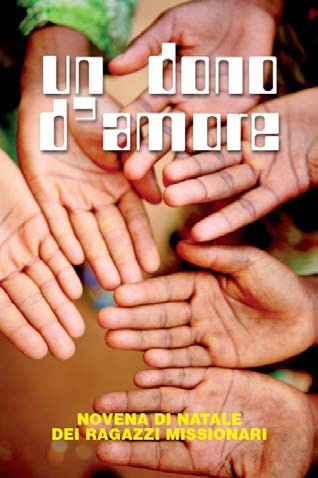 un dono
d'amore
NOVENA DI NATALE
DEI RAGAZZI MISSIONARI